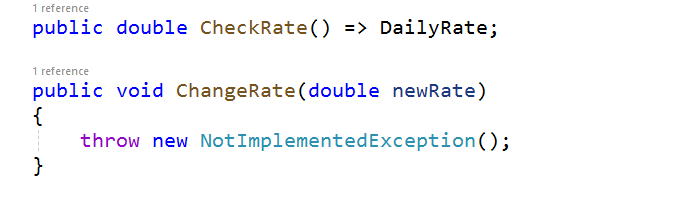 1 reference
public double CheckRate() => DailyRate;
1 reference
public void ChangeRate(double newRate)
{
    throw new NotImplementedException();
}